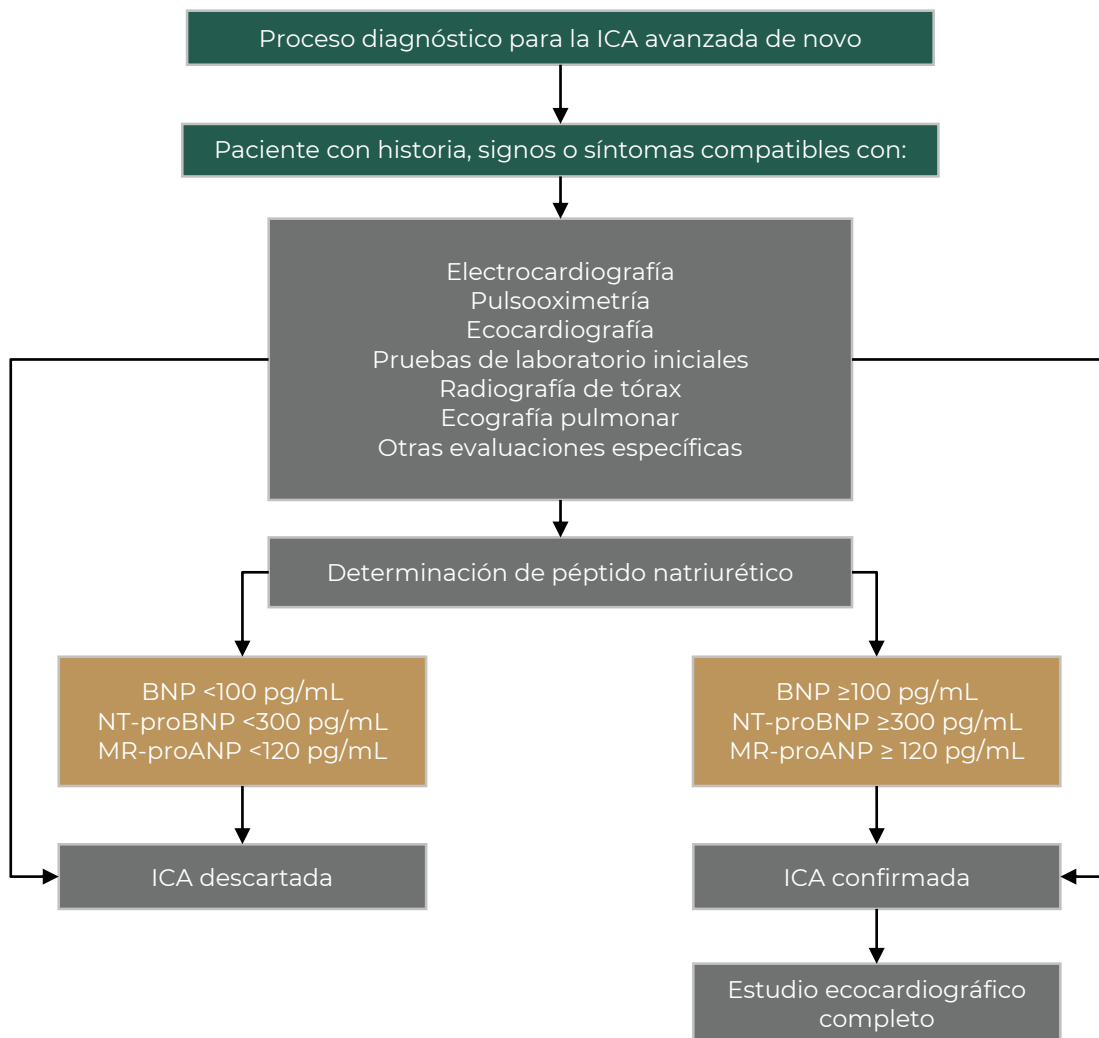 Proceso diagnóstico para la ICA avanzada de novo
Paciente con historia, signos o síntomas compatibles con:
Electrocardiografía
Pulsooximetría
Ecocardiografía
Pruebas de laboratorio iniciales
Radiografía de tórax
Ecografía pulmonar
Otras evaluaciones específicas
Determinación de péptido natriurético
BNP <100 pg/mL
NT-proBNP <300 pg/mL
MR-proANP <120 pg/mL
BNP ≥100 pg/mL
NT-proBNP ≥300 pg/mL
MR-proANP ≥ 120 pg/mL
ICA descartada
ICA confirmada
Estudio ecocardiográfico
completo